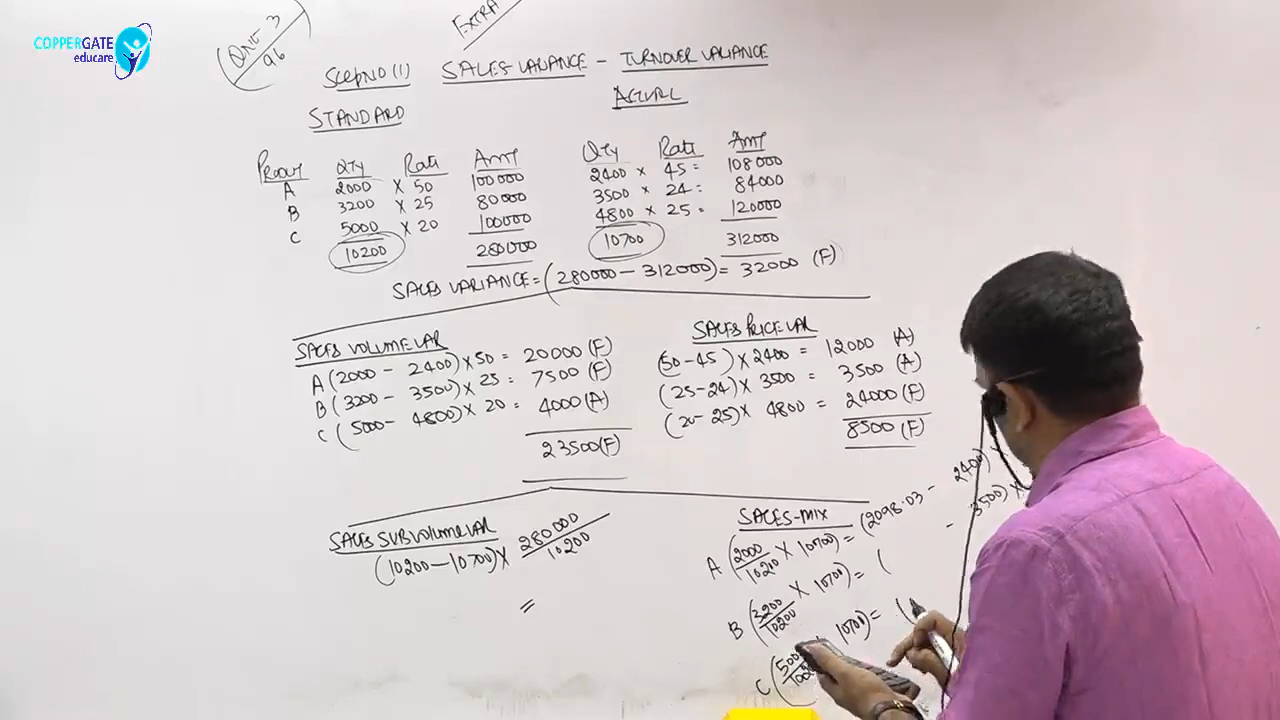 COPPERGATE
educare
QNT-3
96
EXTRA
SALES VARIANCE - TURNOVER VARIANCE
STANDARD
ACTUAL
QTY Rate AMT QTY Rate AMT
A 2000 × 50 100000 2400 × 45 = 108000
B 3200 × 25 80000 3500 × 24 = 84000
C 5000 × 20 100000 4800 × 25 = 120000
10200 280000 10700 312000
SALES VARIANCE = (280000 - 312000) = 32000 (F)
SALES VOLUME VAR SALES PRICE VAR
A (2000 - 2400) × 50 = 20000 (F) (50-45) × 2400 = 12000 (A)
B (3200 - 3500) × 25 = 7500 (F) (25-24) × 3500 = 3500 (A)
C (5000 - 4800) × 20 = 4000 (A) (20-25) × 4800 = 24000 (F)
23500 (F) 8500 (F)
SALES SUB VOLUME VAR SALES-MIX
(10200 - 10700) × 280000
10200
=
A (2000/10200 × 10700) = (2098.03 - 2400) ×
B (3200/10200 × 10700) = ( - 3500) ×
C 10700) = (